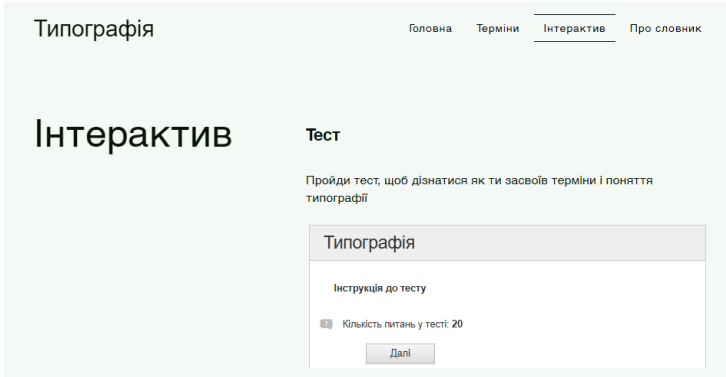 Типографія
Головна Терміни Інтерактив Про словник
Інтерактив
Тест
Пройди тест, щоб дізнатися як ти засвоїв терміни і поняття
типографії
Типографія
Інструкція до тесту
Кількість питань у тесті: 20
Далі